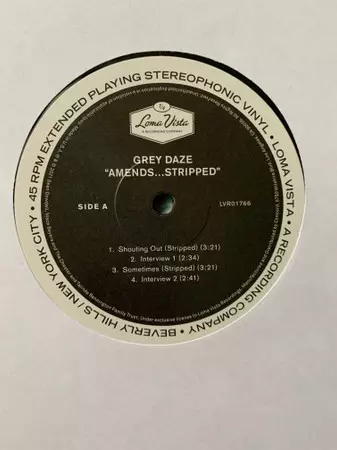 45 RPM EXTENDED PLAYING STEREOPHONIC VINYL • LOMA VISTA • A RECORDING COMPANY • BEVERLY HILLS / NEW YORK CITY •
LV
Loma Vista
A RECORDING COMPANY
GREY DAZE
"AMENDS...STRIPPED"
SIDE A
LVR01766
1. Shouting Out (Stripped) (3:21)
2. Interview 1 (2:34)
3. Sometimes (Stripped) (3:21)
4. Interview 2 (2:41)